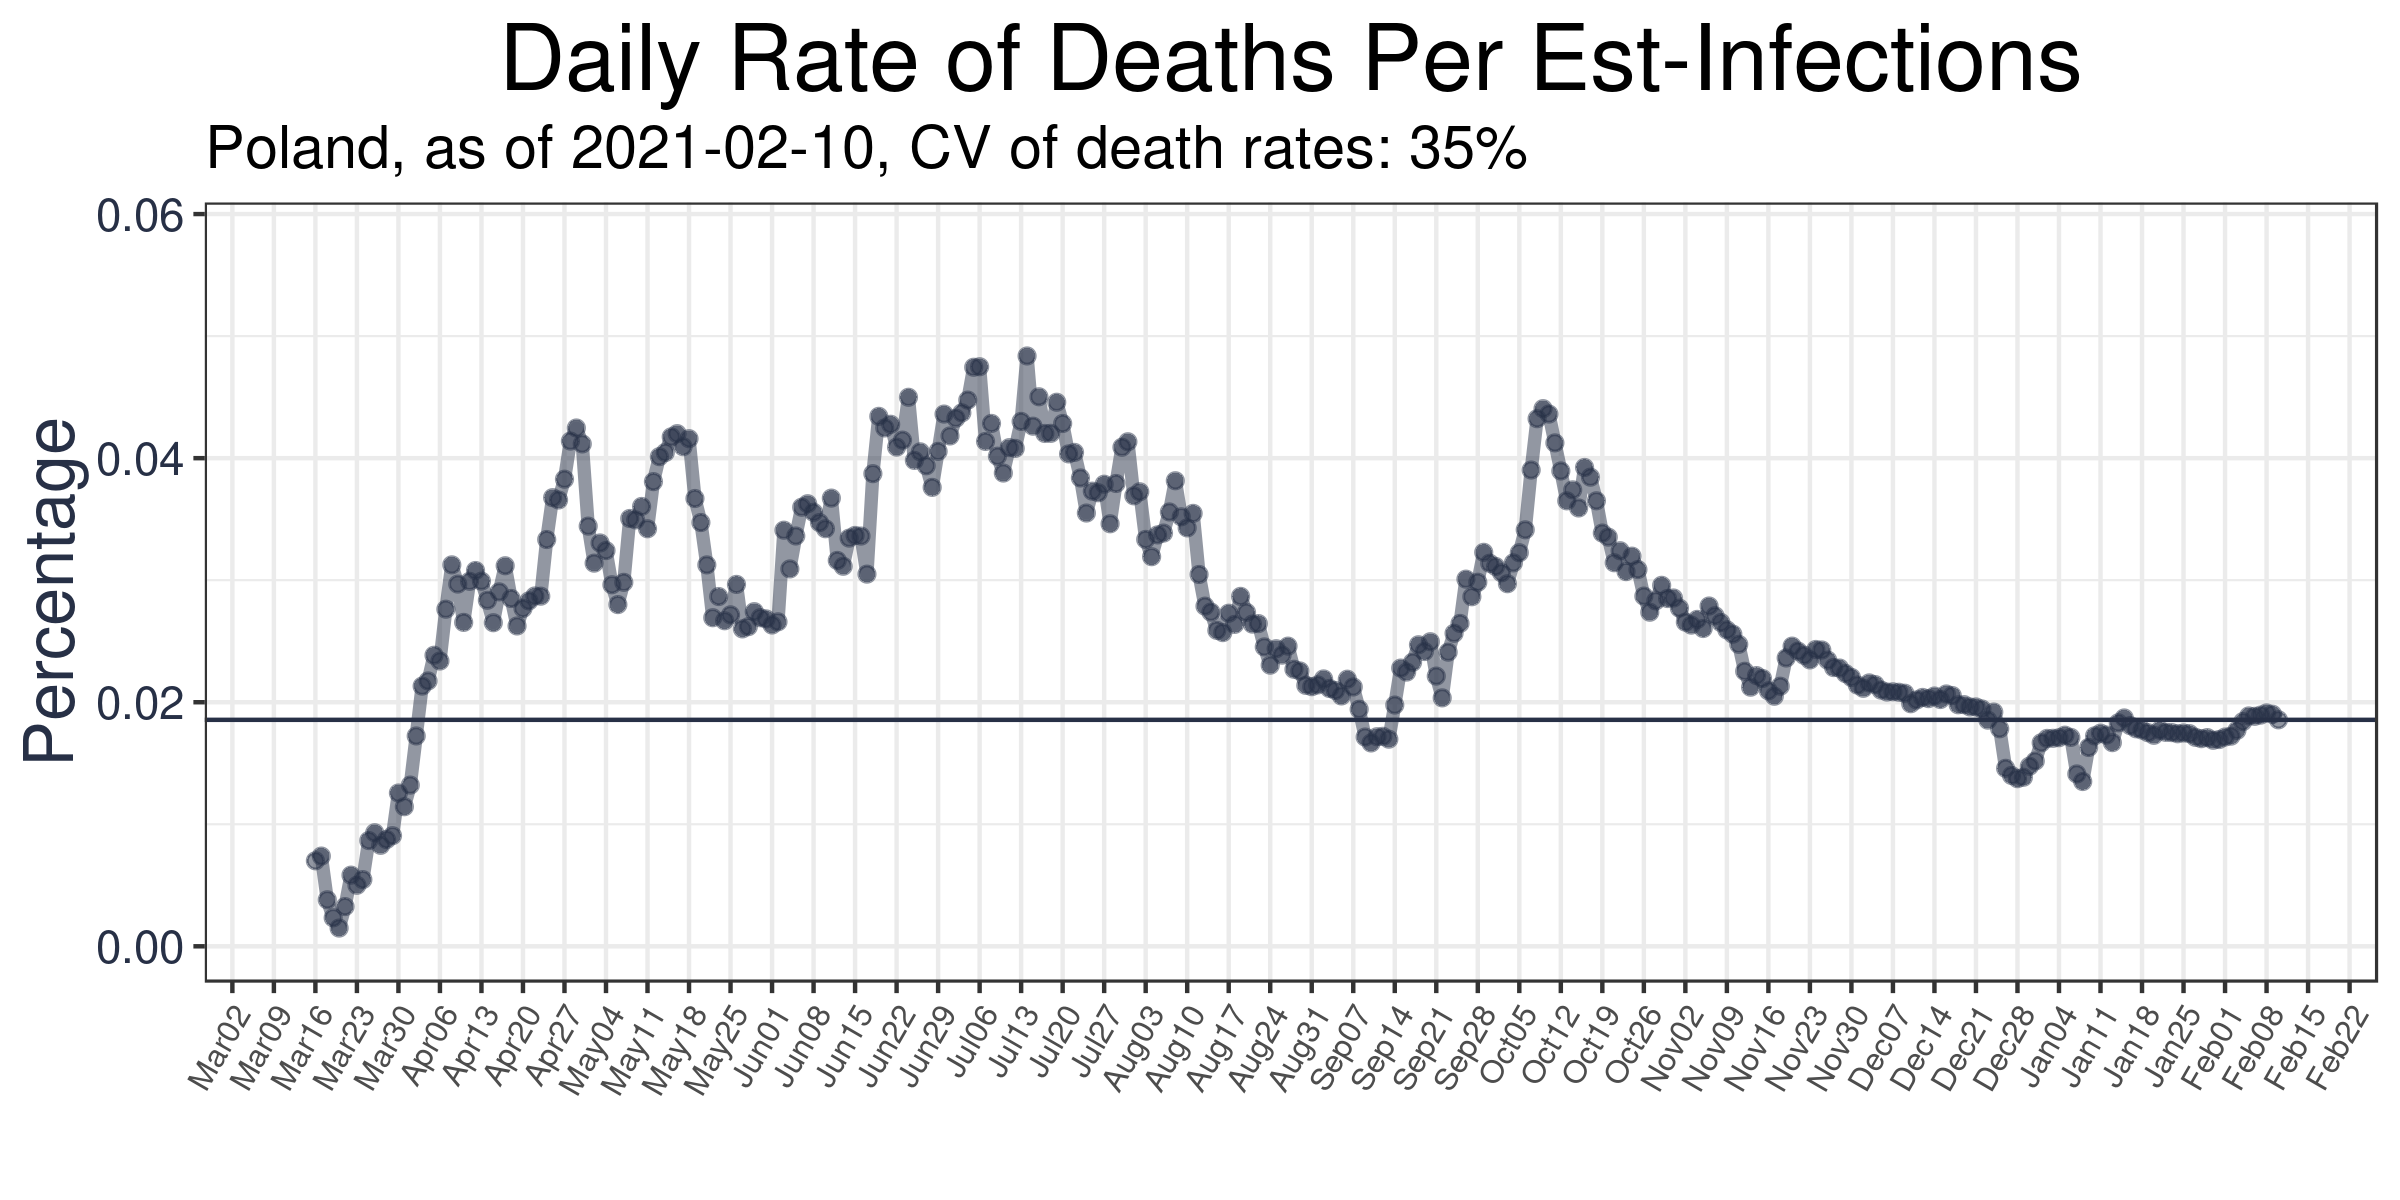 Daily Rate of Deaths Per Est-Infections
Poland, as of 2021-02-10, CV of death rates: 35%
Percentage
0.06
0.04
0.02
0.00
Mar02
Mar09
Mar16
Mar23
Mar30
Apr06
Apr13
Apr20
Apr27
May04
May11
May18
May25
Jun01
Jun08
Jun15
Jun22
Jun29
Jul06
Jul13
Jul20
Jul27
Aug03
Aug10
Aug17
Aug24
Aug31
Sep07
Sep14
Sep21
Sep28
Oct05
Oct12
Oct19
Oct26
Nov02
Nov09
Nov16
Nov23
Nov30
Dec07
Dec14
Dec21
Dec28
Jan04
Jan11
Jan18
Jan25
Feb01
Feb08
Feb15
Feb22